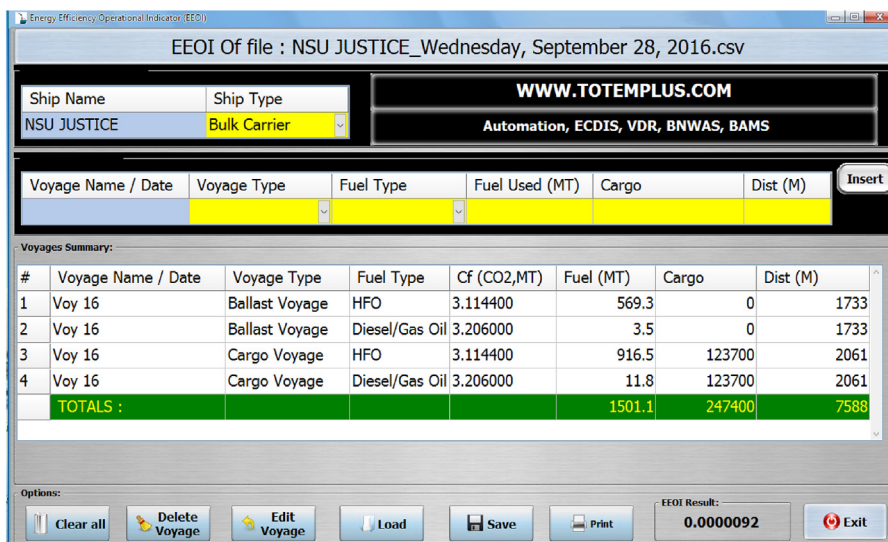 Energy Efficiency Operational Indicator (EEOI)
EEOI Of file : NSU JUSTICE_Wednesday, September 28, 2016.csv
Ship Name Ship Type
NSU JUSTICE Bulk Carrier
WWW.TOTEMPLUS.COM
Automation, ECDIS, VDR, BNWAS, BAMS
Voyage Name / Date Voyage Type Fuel Type Fuel Used (MT) Cargo Dist (M)
Insert
Voyages Summary:
# Voyage Name / Date Voyage Type Fuel Type Cf (CO2,MT) Fuel (MT) Cargo Dist (M)
1 Voy 16 Ballast Voyage HFO 3.114400 569.3 0 1733
2 Voy 16 Ballast Voyage Diesel/Gas Oil 3.206000 3.5 0 1733
3 Voy 16 Cargo Voyage HFO 3.114400 916.5 123700 2061
4 Voy 16 Cargo Voyage Diesel/Gas Oil 3.206000 11.8 123700 2061
TOTALS : 1501.1 247400 7588
Options:
Clear all
Delete
Voyage
Edit
Voyage
Load
Save
Print
EEOI Result:
0.0000092
Exit